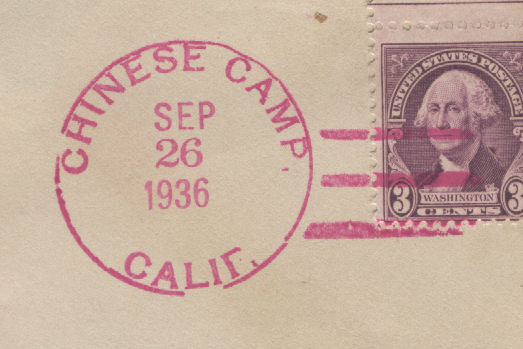 CHINESE CAMP.
SEP
26
1936
CALIF.
UNITED STATES POSTAGE
3 WASHINGTON 3
CENTS